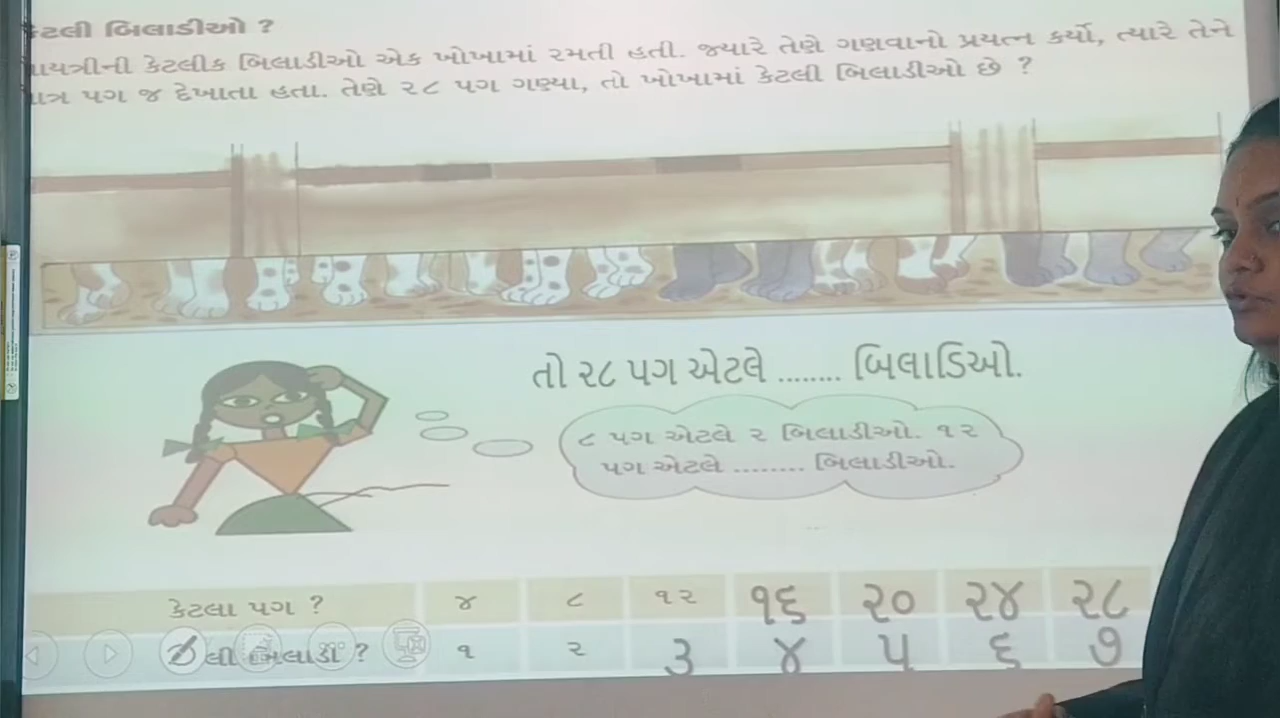 કેટલી બિલાડીઓ ?
ગાયત્રીની કેટલીક બિલાડીઓ એક ખોખામાં રમતી હતી. જ્યારે તેણે ગણવાનો પ્રયત્ન કર્યો, ત્યારે તેને
માત્ર પગ જ દેખાતા હતા. તેણે ૨૮ પગ ગણ્યા, તો ખોખામાં કેટલી બિલાડીઓ છે ?
તો ૨૮ પગ એટલે ........ બિલાડિઓ.
૮ પગ એટલે ૨ બિલાડીઓ. ૧૨
પગ એટલે ......... બિલાડીઓ.
કેટલા પગ ? ૪ ૮ ૧૨ ૧૬ ૨૦ ૨૪ ૨૮
લી બિલાડી ? ૧ ૨ ૩ ૪ ૫ ૬ ૭